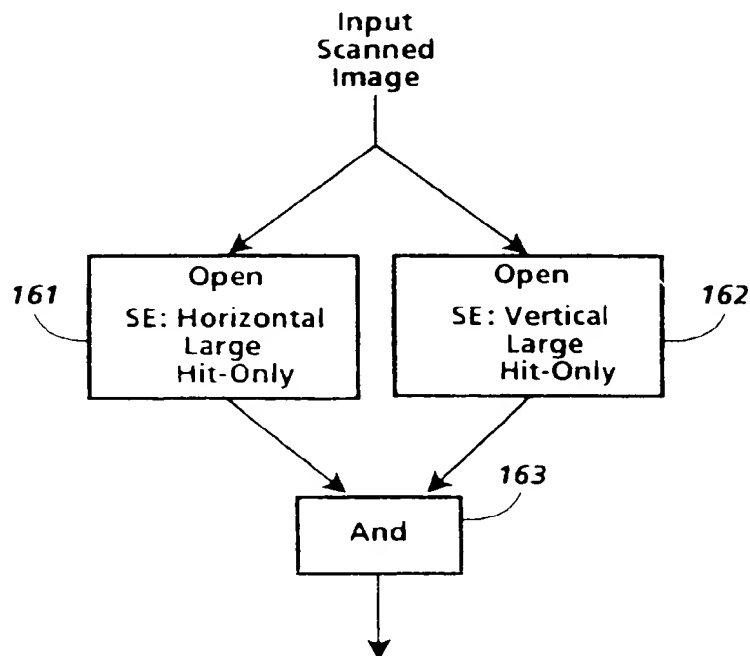 Input
Scanned
Image
161
Open
SE: Horizontal
Large
Hit-Only
Open
SE: Vertical
Large
Hit-Only
162
163
And